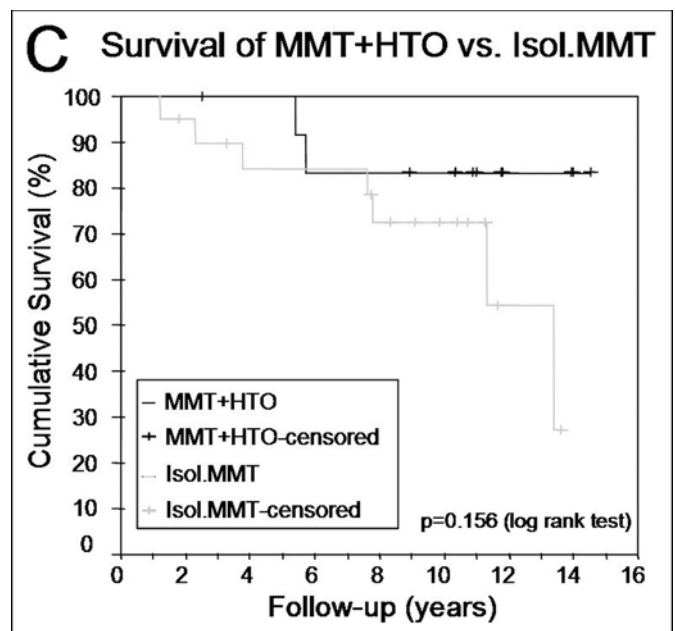 C Survival of MMT+HTO vs. Isol.MMT
Cumulative Survival (%)
100
90
80
70
60
50
40
30
20
10
0
MMT+HTO
MMT+HTO-censored
Isol.MMT
Isol.MMT-censored
p=0.156 (log rank test)
0 2 4 6 8 10 12 14 16
Follow-up (years)